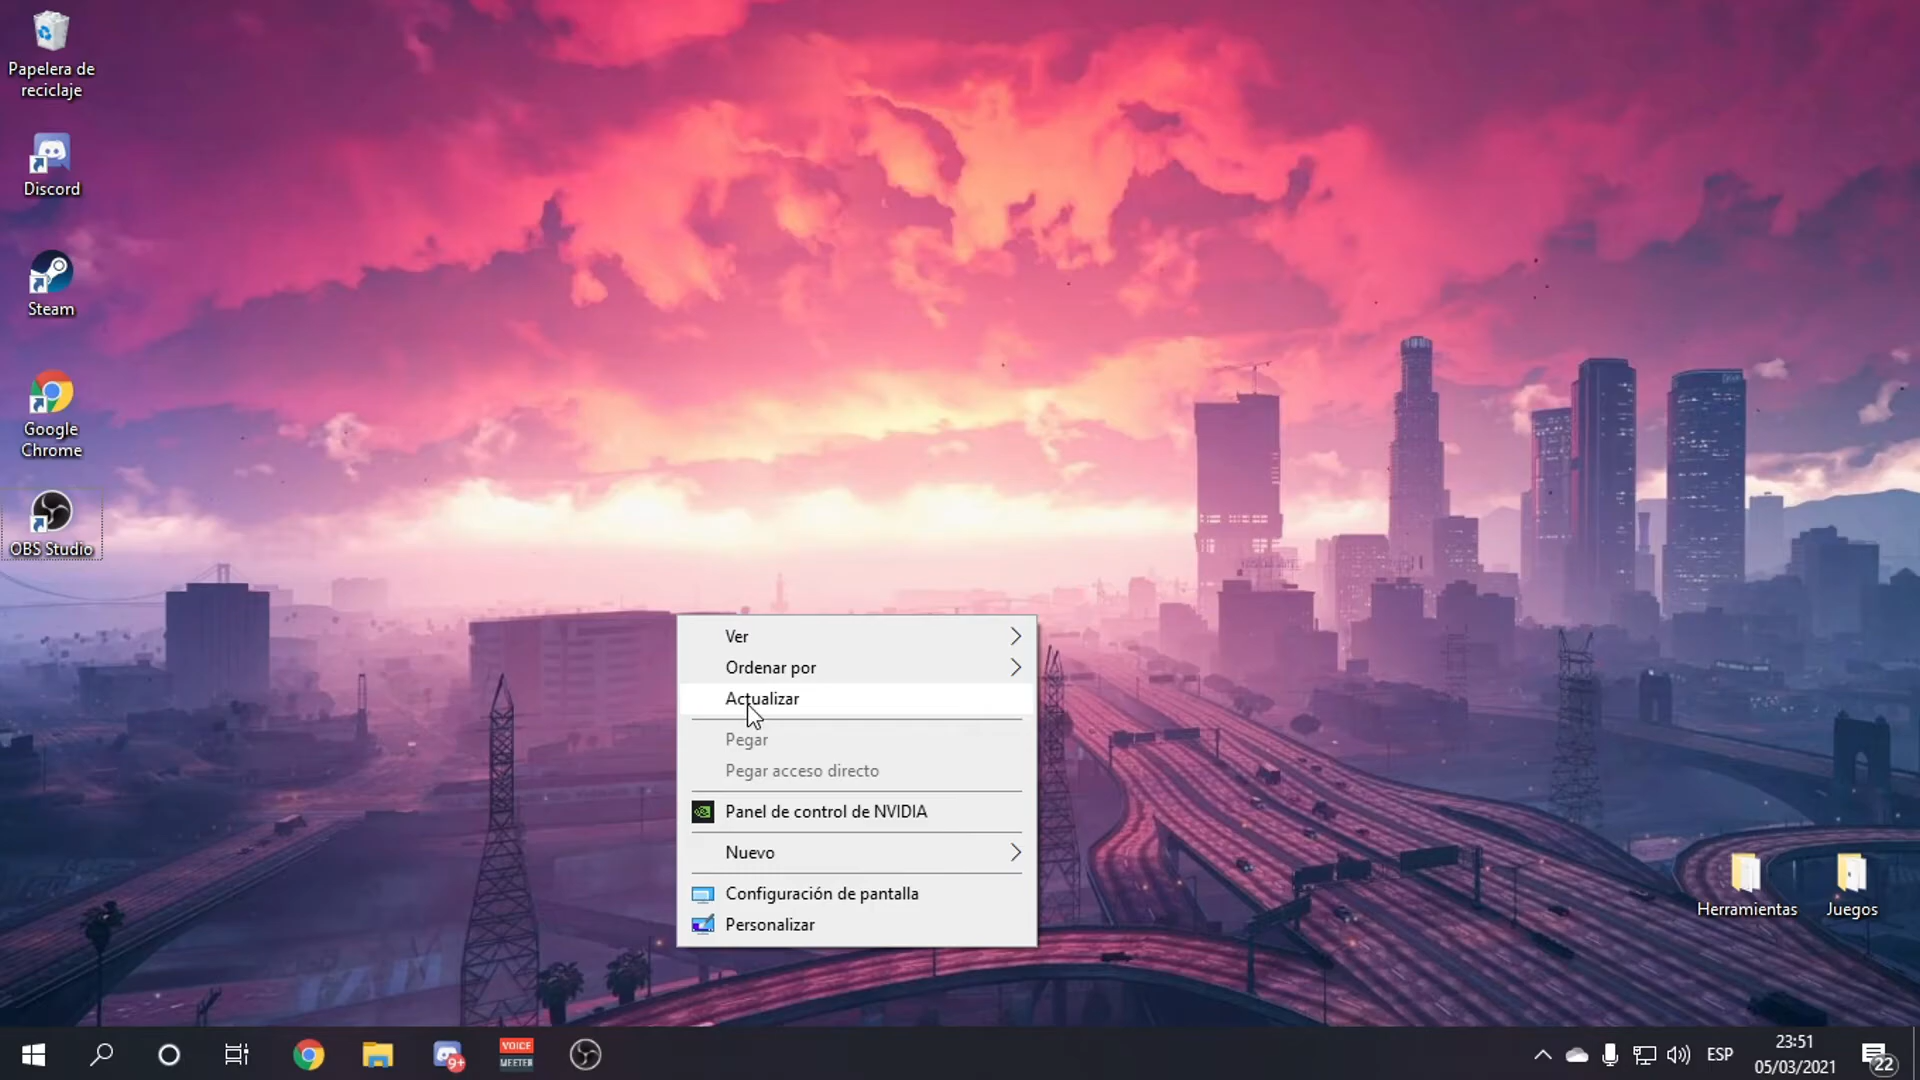 Papelera de
reciclaje
Discord
Steam
Google
Chrome
OBS Studio
Ver
Ordenar por
Actualizar
Pegar
Pegar acceso directo
Panel de control de NVIDIA
Nuevo
Configuración de pantalla
Personalizar
Herramientas
Juegos
9+
VOICE
MEETER
ESP
23:51
05/03/2021
22